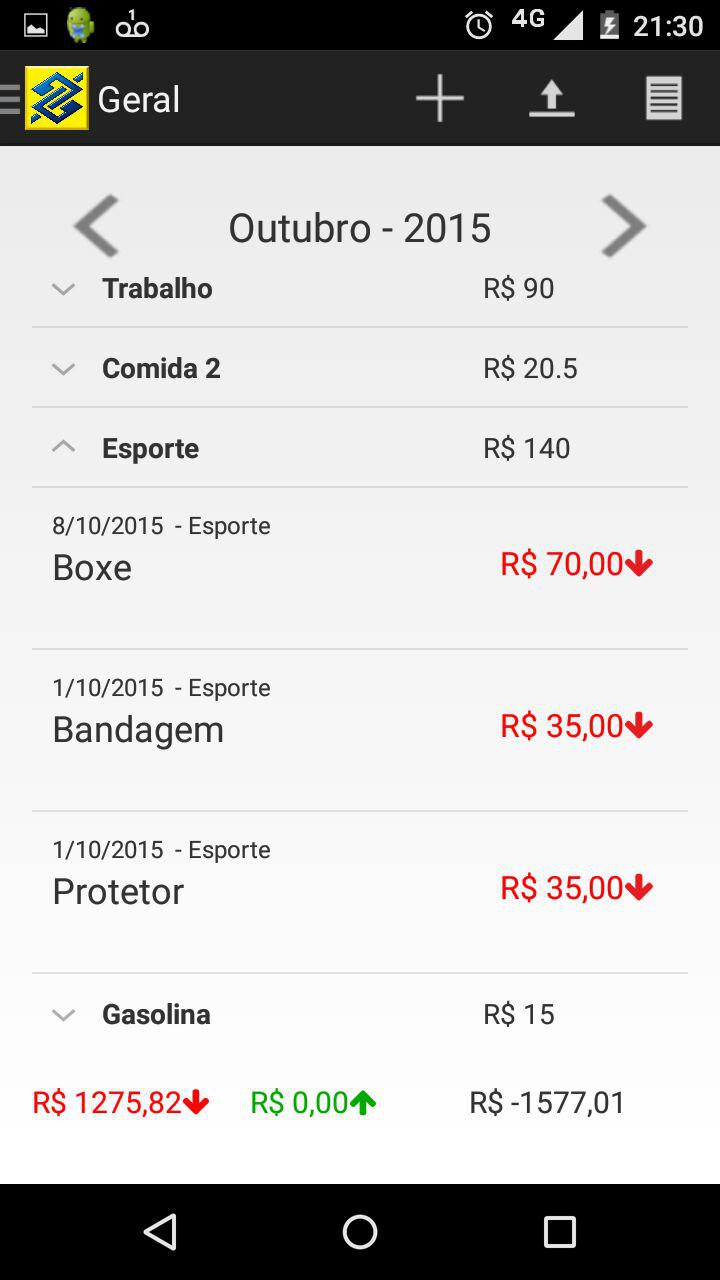 4G 21:30
Geral
Outubro - 2015
Trabalho R$ 90
Comida 2 R$ 20.5
Esporte R$ 140
8/10/2015 - Esporte
Boxe R$ 70,00
1/10/2015 - Esporte
Bandagem R$ 35,00
1/10/2015 - Esporte
Protetor R$ 35,00
Gasolina R$ 15
R$ 1275,82 R$ 0,00 R$ -1577,01